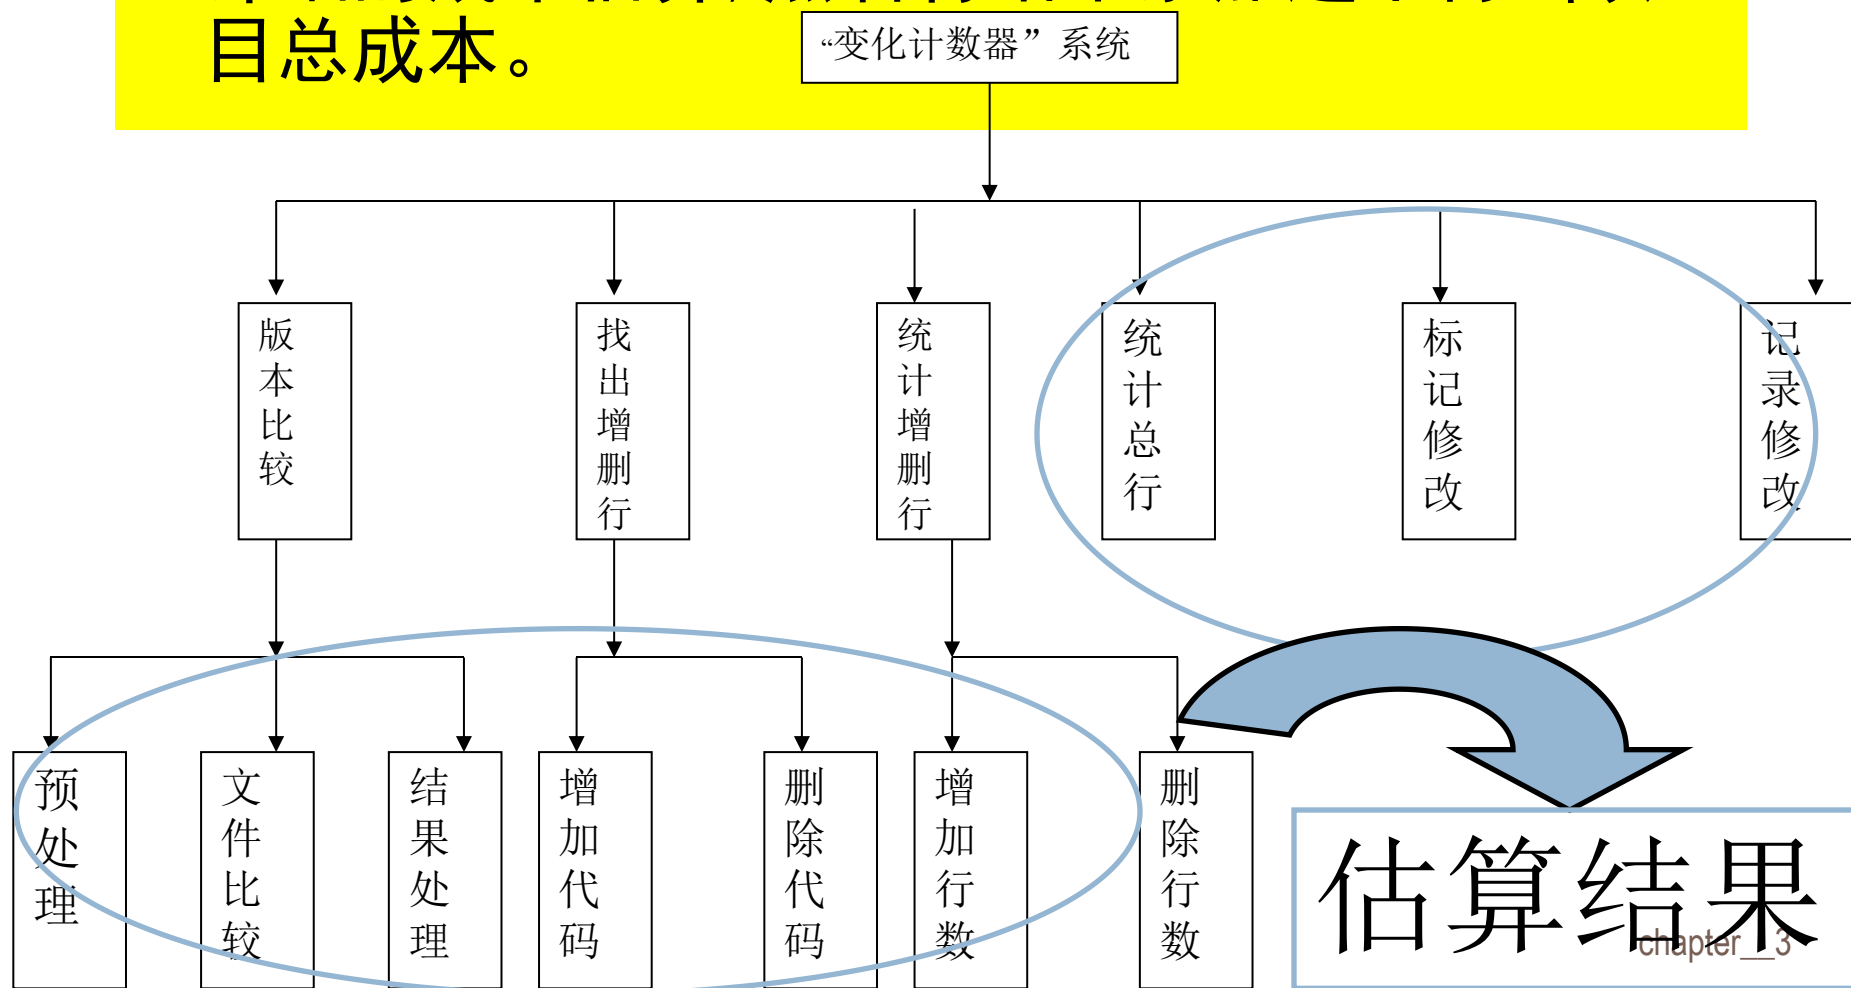 目总成本。
“变化计数器”系统
版本比较
找出增删行
统计增删行
统计总行
标记修改
记录修改
预处理
文件比较
结果处理
增加代码
删除代码
增加行数
删除行数
估算结果
chapter__3